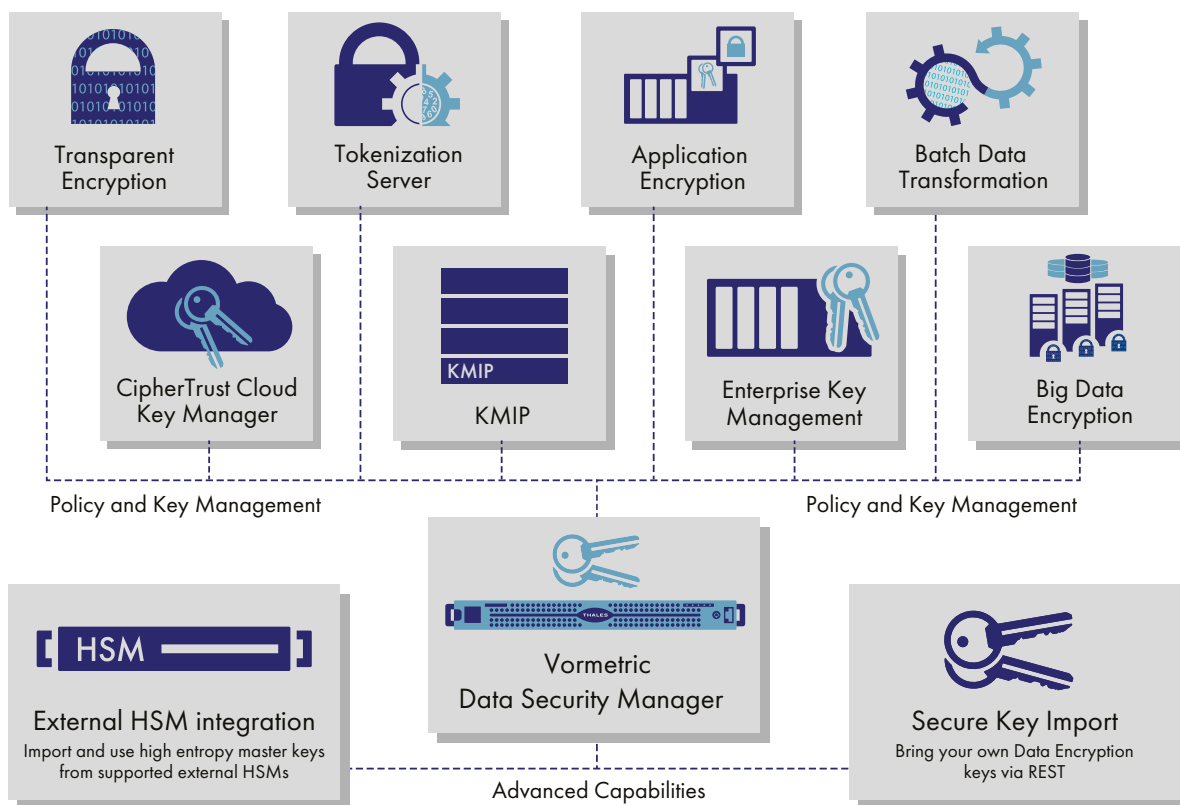 Transparent
Encryption
Tokenization
Server
Application
Encryption
Batch Data
Transformation
CipherTrust Cloud
Key Manager
KMIP
KMIP
Enterprise Key
Management
Big Data
Encryption
Policy and Key Management
Policy and Key Management
THALES
Vormetric
Data Security Manager
HSM
External HSM integration
Import and use high entropy master keys
from supported external HSMs
Secure Key Import
Bring your own Data Encryption
keys via REST
Advanced Capabilities